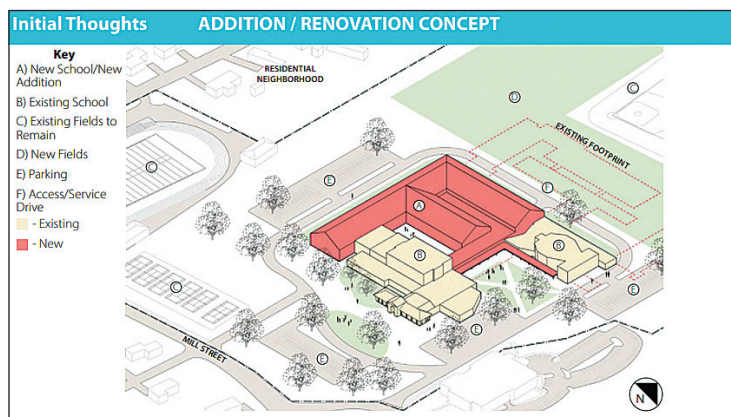 Initial Thoughts
ADDITION / RENOVATION CONCEPT
Key
A) New School/New
Addition
B) Existing School
C) Existing Fields to
Remain
D) New Fields
E) Parking
F) Access/Service
Drive
- Existing
- New
RESIDENTIAL
NEIGHBORHOOD
D
C
EXISTING FOOTPRINT
C
E
F
A
B
B
C
E
E
E
MILL STREET
N